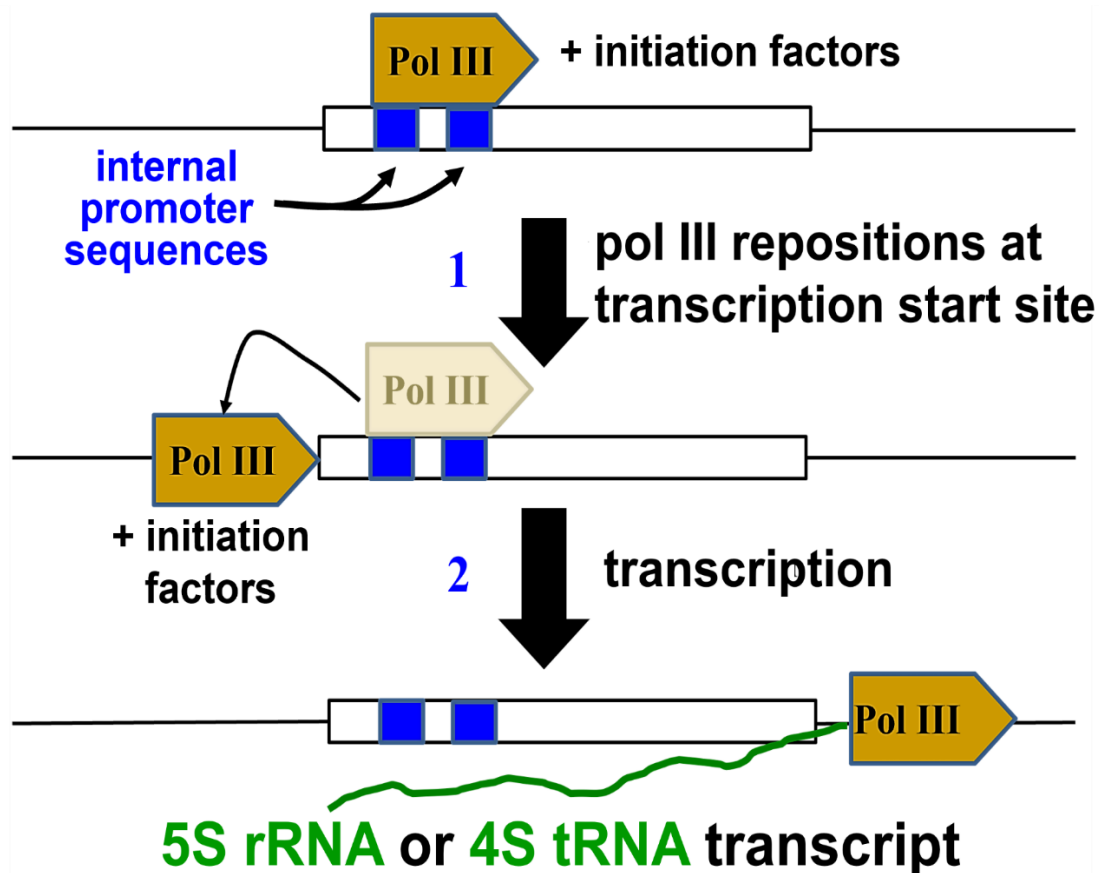 Pol III
+ initiation factors
internal
promoter
sequences
1
pol III repositions at
transcription start site
Pol III
Pol III
+ initiation
factors
2
transcription
Pol III
5S rRNA or 4S tRNA transcript